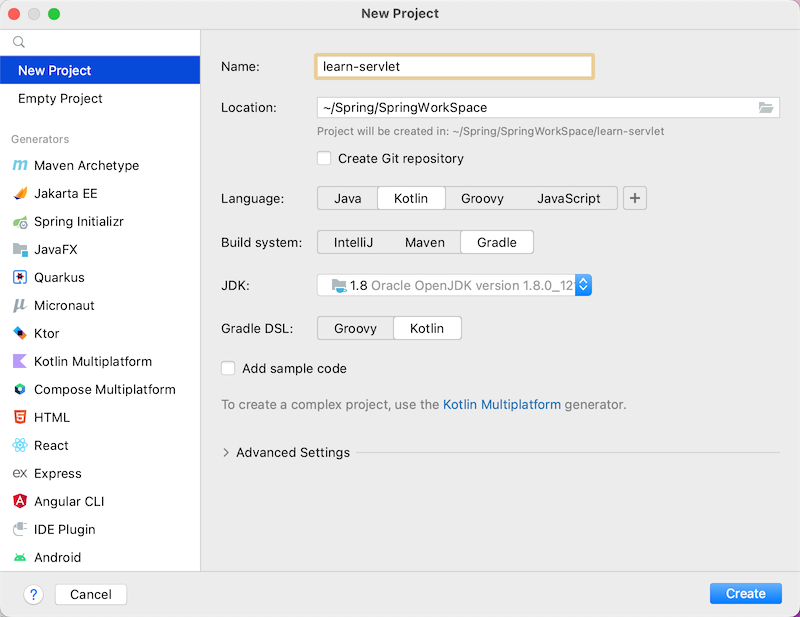 New Project
New Project
Empty Project
Generators
Maven Archetype
Jakarta EE
Spring Initializr
JavaFX
Quarkus
Micronaut
Ktor
Kotlin Multiplatform
Compose Multiplatform
HTML
React
Express
Angular CLI
IDE Plugin
Android
Name: learn-servlet
Location: ~/Spring/SpringWorkSpace
Project will be created in: ~/Spring/SpringWorkSpace/learn-servlet
Create Git repository
Language: Java Kotlin Groovy JavaScript +
Build system: IntelliJ Maven Gradle
JDK: 1.8 Oracle OpenJDK version 1.8.0_12
Gradle DSL: Groovy Kotlin
Add sample code
To create a complex project, use the Kotlin Multiplatform generator.
Advanced Settings
? Cancel Create